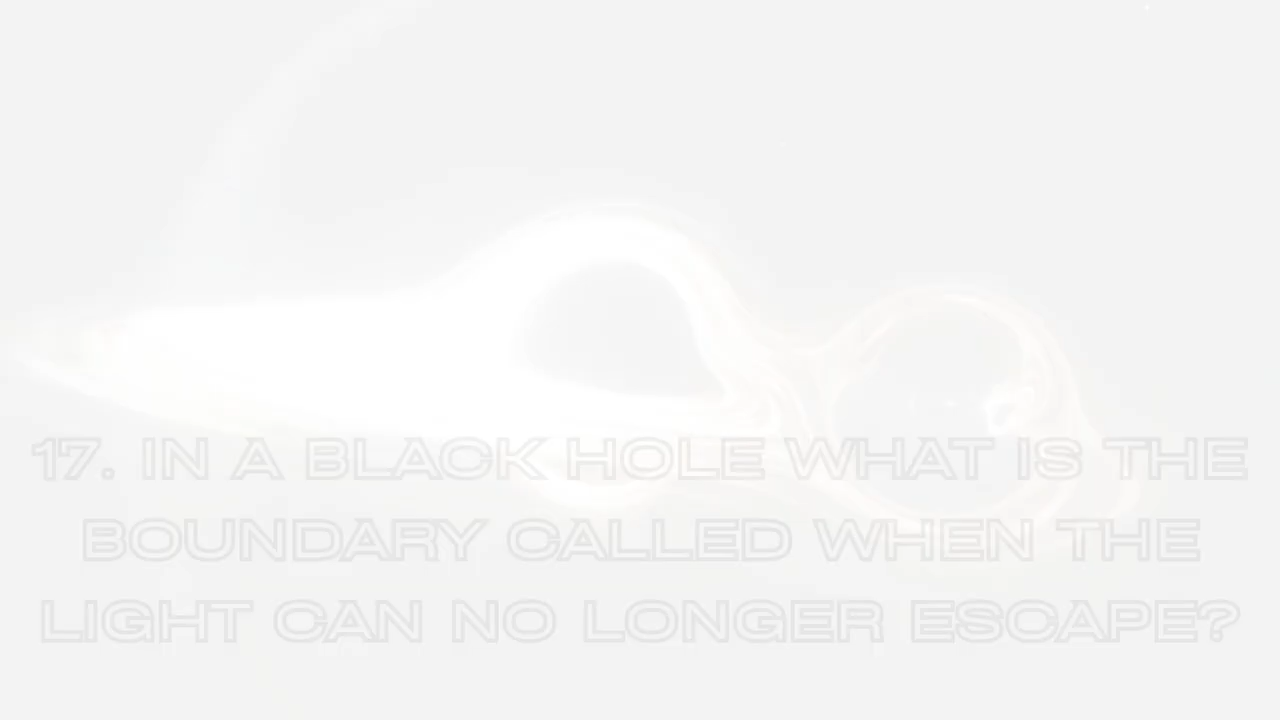 17. IN A BLACK HOLE WHAT IS THE
BOUNDARY CALLED WHEN THE
LIGHT CAN NO LONGER ESCAPE?